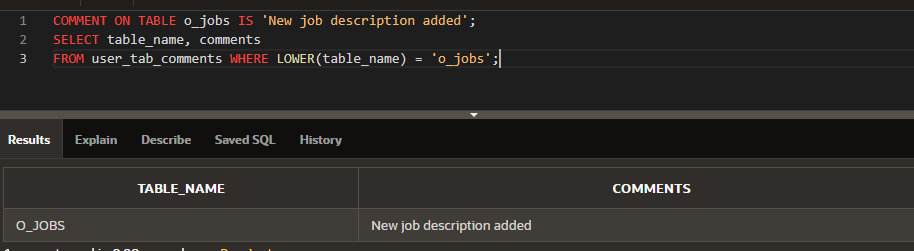 1 COMMENT ON TABLE o_jobs IS 'New job description added';
2 SELECT table_name, comments
3 FROM user_tab_comments WHERE LOWER(table_name) = 'o_jobs';
Results Explain Describe Saved SQL History
TABLE_NAME COMMENTS
O_JOBS New job description added